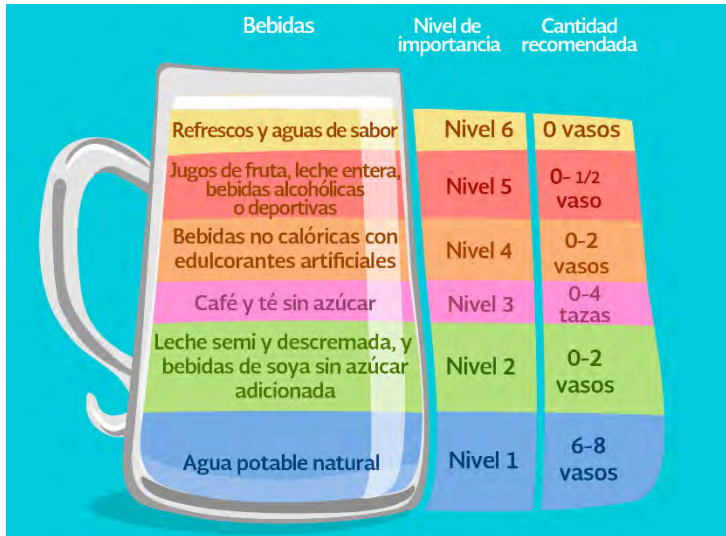 Bebidas
Nivel de
importancia
Cantidad
recomendada
Refrescos y aguas de sabor
Nivel 6
0 vasos
Jugos de fruta, leche entera,
bebidas alcohólicas
o deportivas
Nivel 5
0- 1/2
vaso
Bebidas no calóricas con
edulcorantes artificiales
Nivel 4
0-2
vasos
Café y té sin azúcar
Nivel 3
0-4
tazas
Leche semi y descremada, y
bebidas de soya sin azúcar
adicionada
Nivel 2
0-2
vasos
Agua potable natural
Nivel 1
6-8
vasos